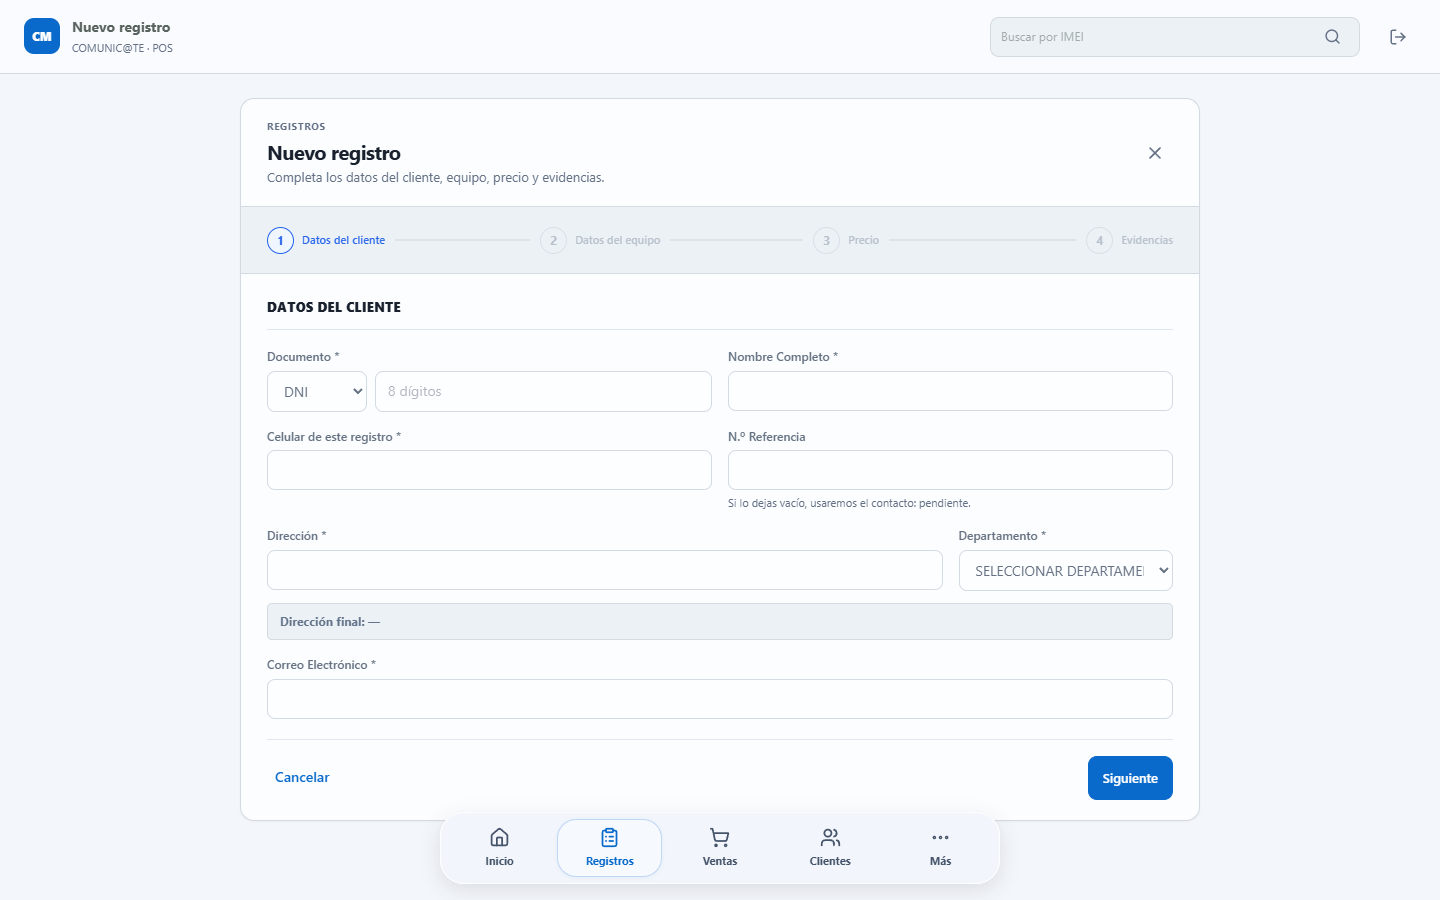 CM
Nuevo registro
COMUNIC@TE · POS
Buscar por IMEI
REGISTROS
Nuevo registro
Completa los datos del cliente, equipo, precio y evidencias.
1 Datos del cliente
2 Datos del equipo
3 Precio
4 Evidencias
DATOS DEL CLIENTE
Documento *
Nombre Completo *
DNI
8 dígitos
Celular de este registro *
N.º Referencia
Si lo dejas vacío, usaremos el contacto: pendiente.
Dirección *
Departamento *
SELECCIONAR DEPARTAME
Dirección final: —
Correo Electrónico *
Cancelar
Siguiente
Inicio
Registros
Ventas
Clientes
Más